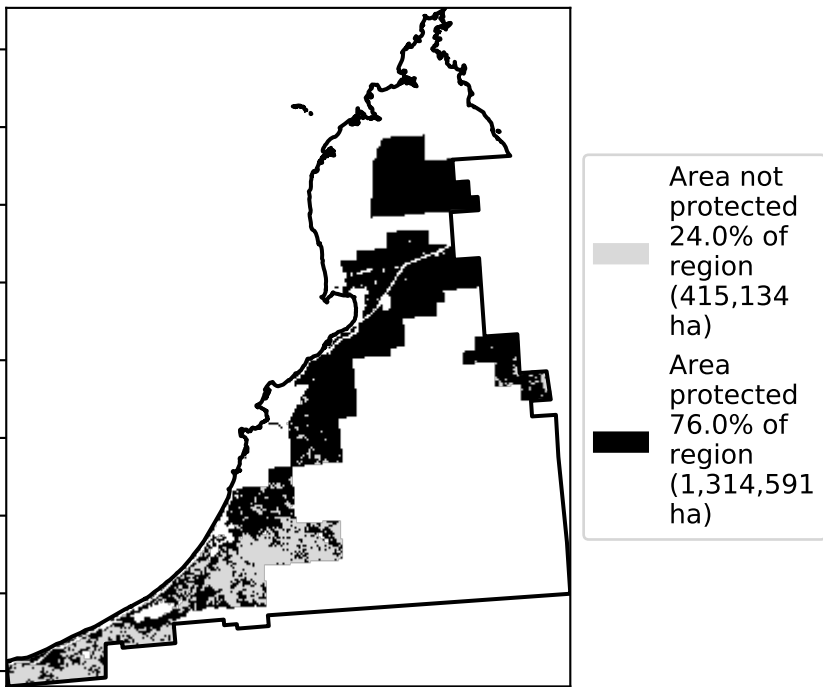 Area not
protected
24.0% of
region
(415,134
ha)
Area
protected
76.0% of
region
(1,314,591
ha)